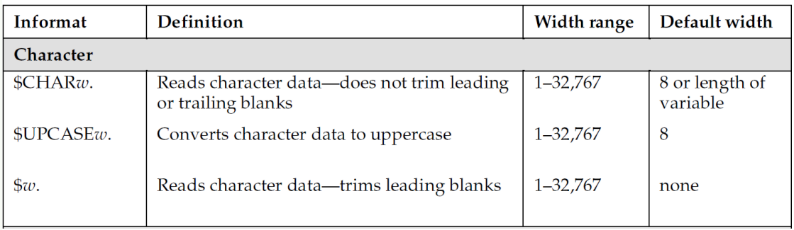 Informat Definition Width range Default width
Character
$CHARw. Reads character data—does not trim leading 1–32,767 8 or length of
or trailing blanks variable
$UPCASEw. Converts character data to uppercase 1–32,767 8
$w. Reads character data—trims leading blanks 1–32,767 none